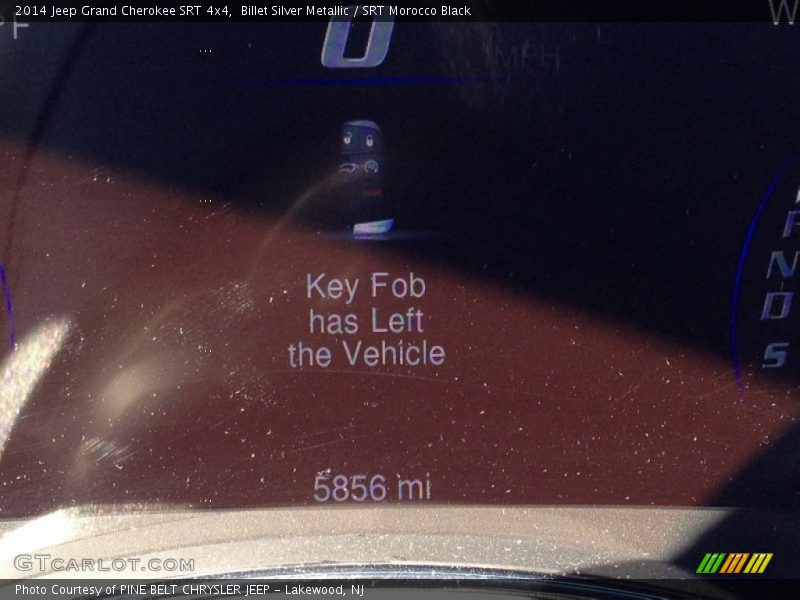 2014 Jeep Grand Cherokee SRT 4x4,  Billet Silver Metallic / SRT Morocco Black
0
MPH
Key Fob
has Left
the Vehicle
5856 mi
N
D
S
GTCARLOT.COM
Photo Courtesy of PINE BELT CHRYSLER JEEP - Lakewood, NJ